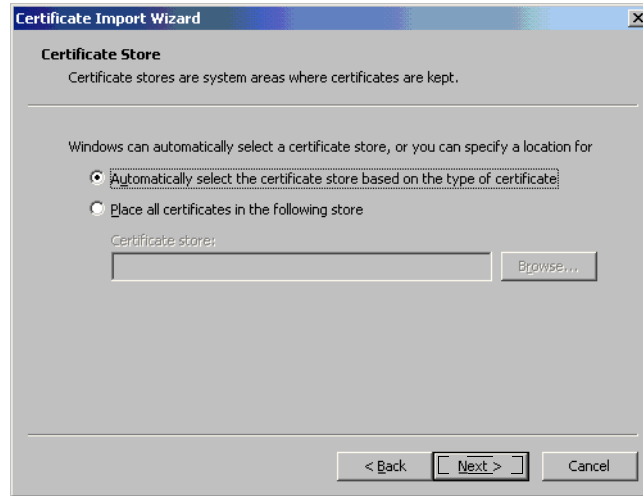 Certificate Import Wizard
Certificate Store
Certificate stores are system areas where certificates are kept.
Windows can automatically select a certificate store, or you can specify a location for
Automatically select the certificate store based on the type of certificate
Place all certificates in the following store
Certificate store:
Browse...
< Back Next > Cancel